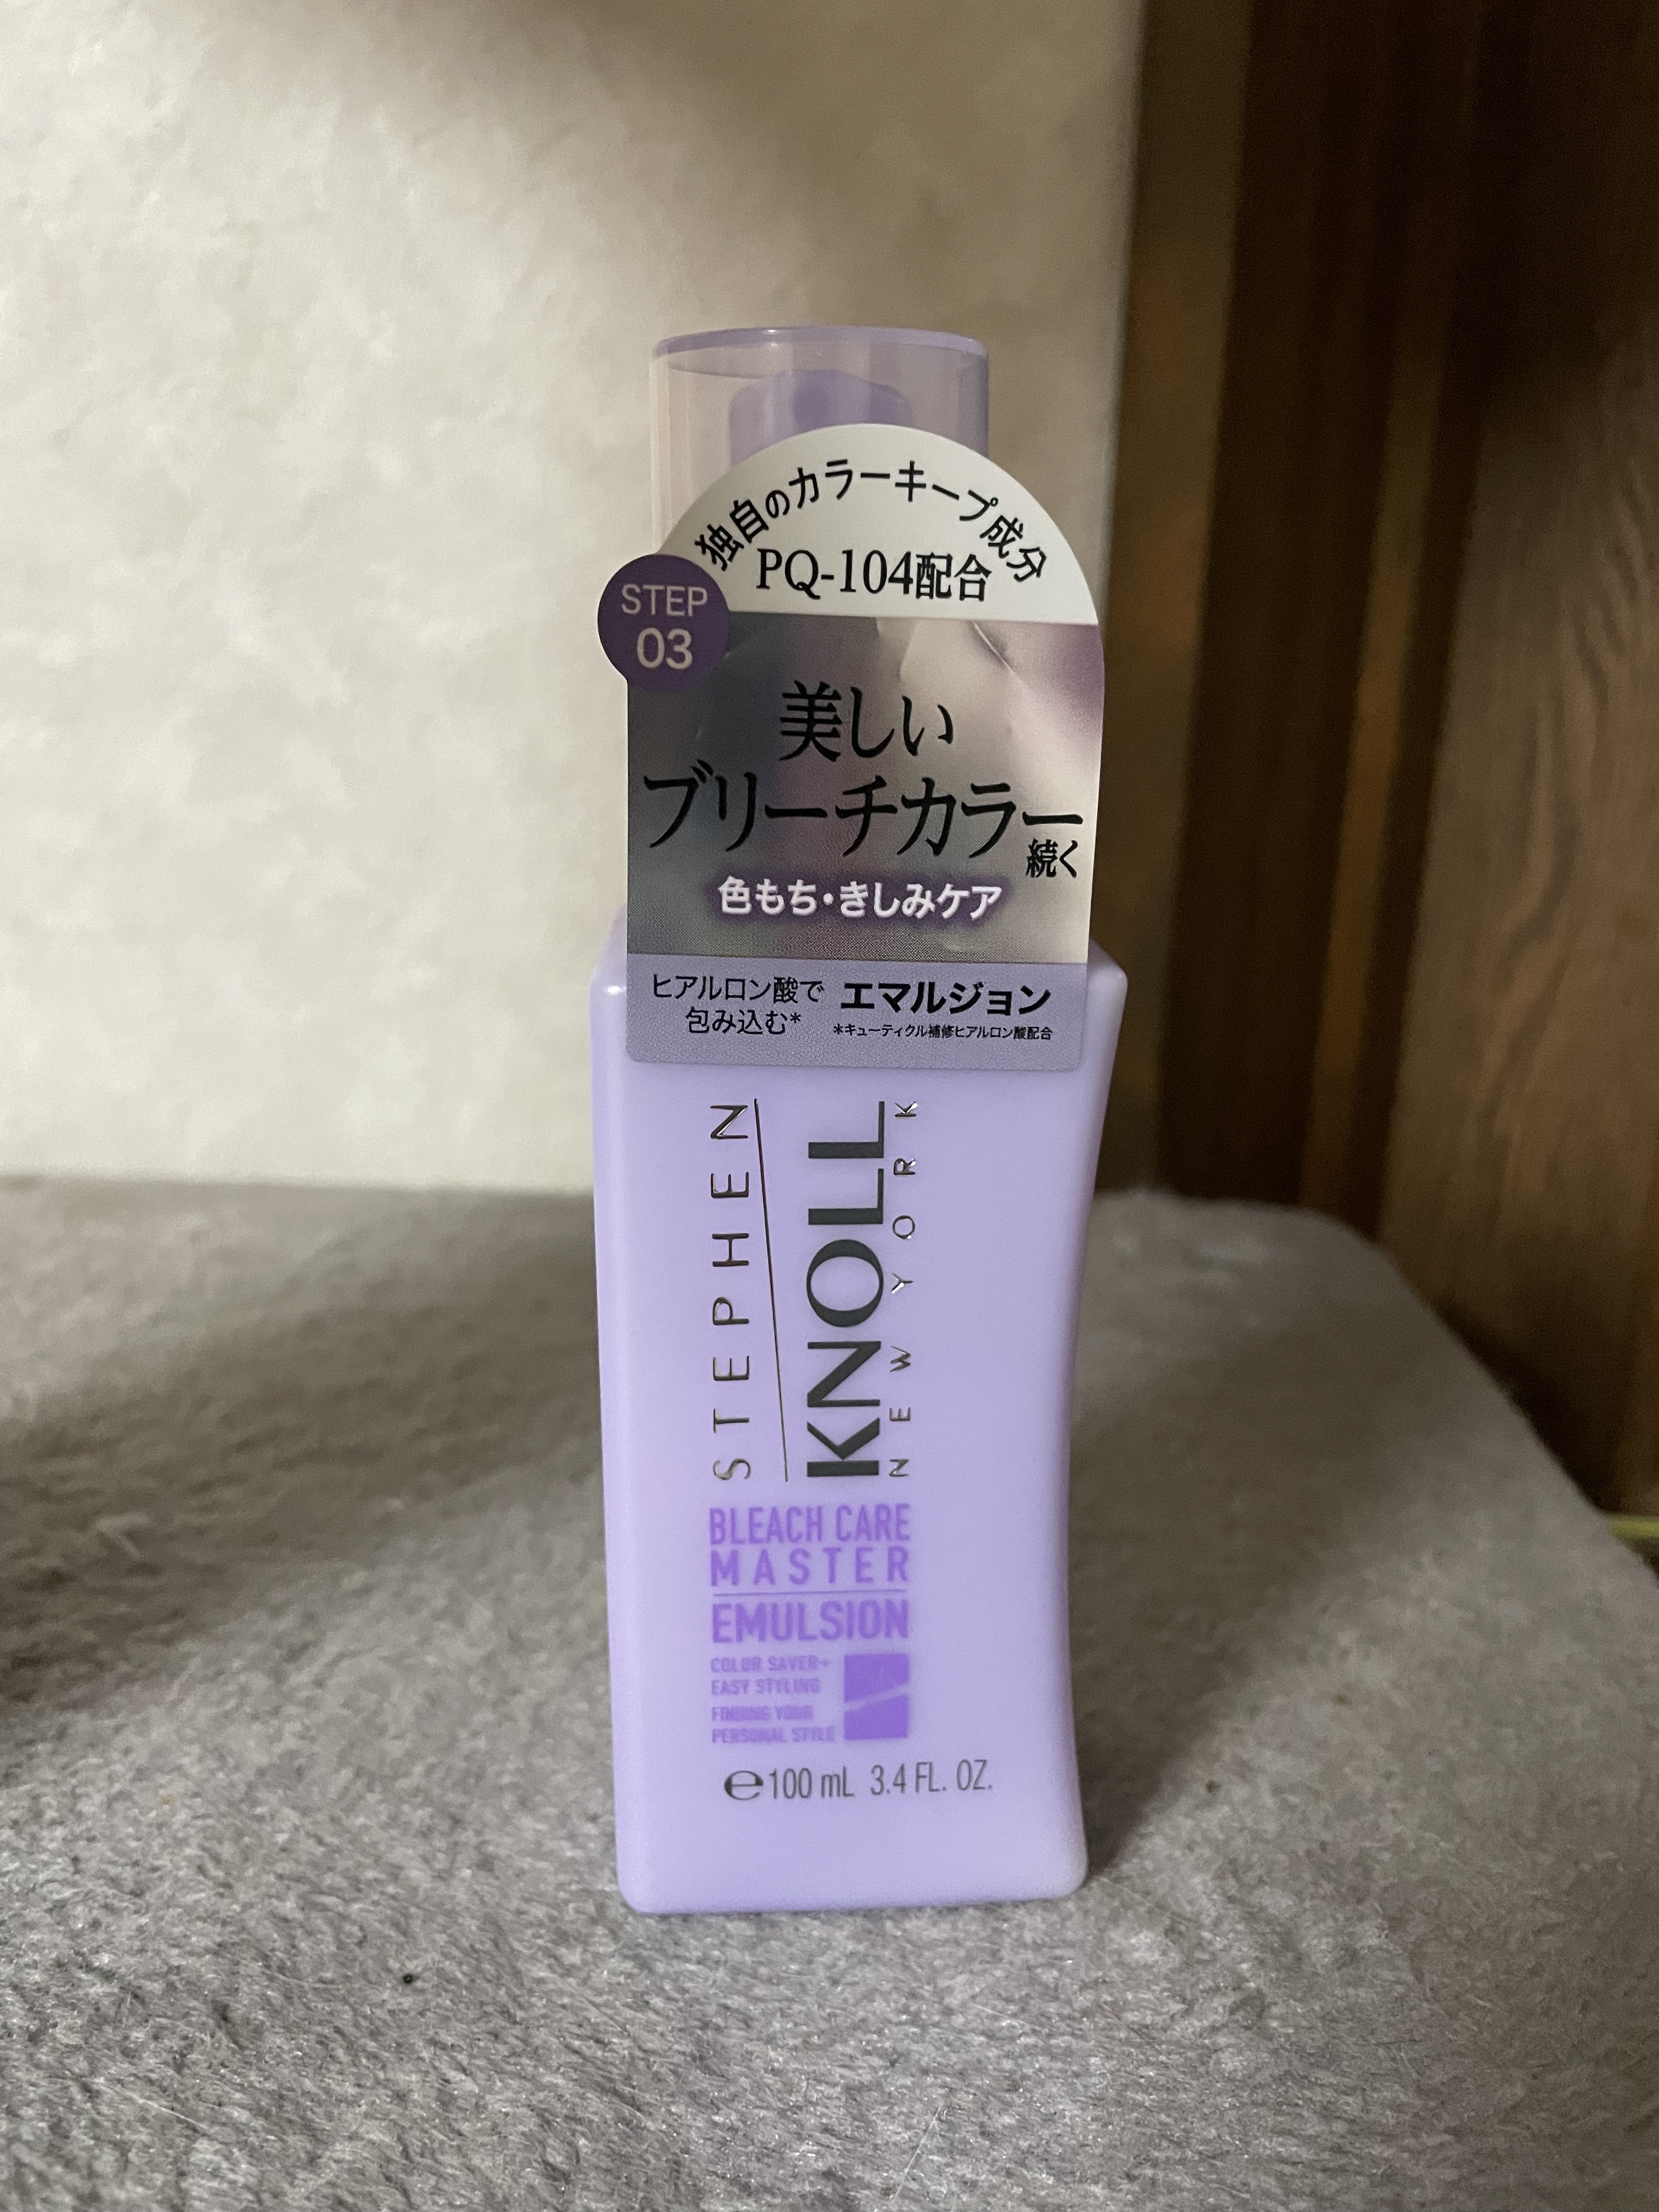 独自のカラーキープ成分
PQ-104配合
STEP
03
美しい
ブリーチカラー
続く
色もち・きしみケア
ヒアルロン酸で
包み込む*
エマルジョン
*キューティクル補修ヒアルロン酸配合
STEPHEN
KNOLL
NEW YORK
BLEACH CARE
MASTER
EMULSION
COLOR SAVER+
EASY STYLING
FINDING YOUR
PERSONAL STYLE
℮100 mL 3.4 FL. OZ.